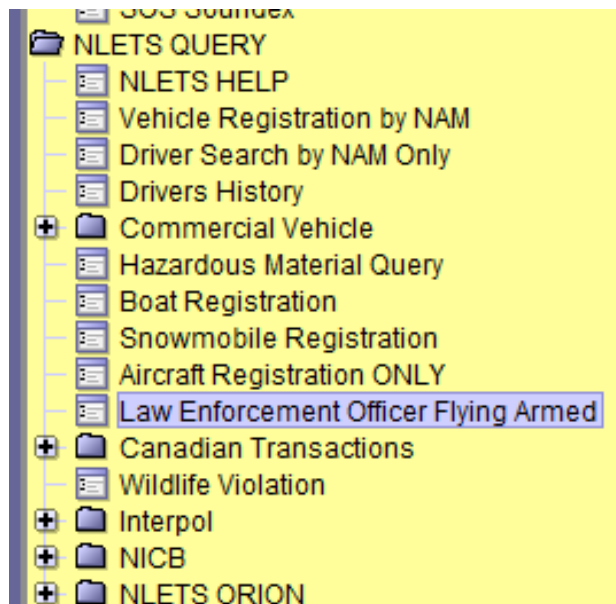 SOS Soundex
NLETS QUERY
NLETS HELP
Vehicle Registration by NAM
Driver Search by NAM Only
Drivers History
Commercial Vehicle
Hazardous Material Query
Boat Registration
Snowmobile Registration
Aircraft Registration ONLY
Law Enforcement Officer Flying Armed
Canadian Transactions
Wildlife Violation
Interpol
NICB
NLETS ORION